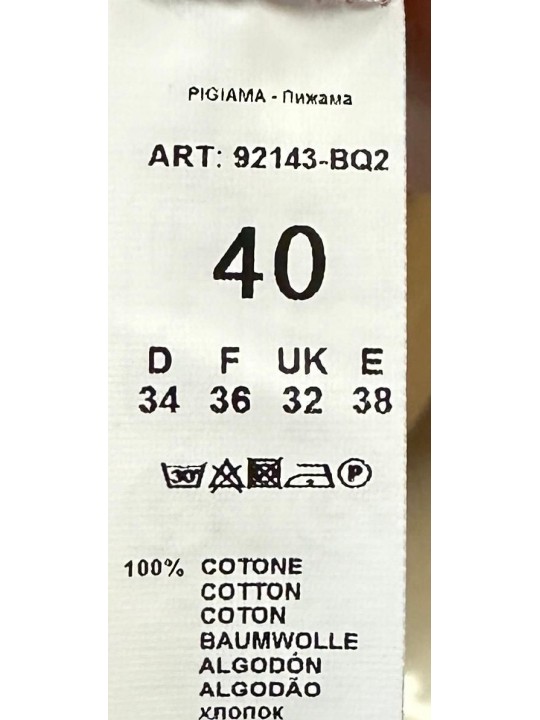 PIGIAMA - Пижама
ART: 92143-BQ2
40
D F UK E
34 36 32 38
30°
P
100% COTONE
COTTON
COTON
BAUMWOLLE
ALGODÓN
ALGODÃO
хлопок